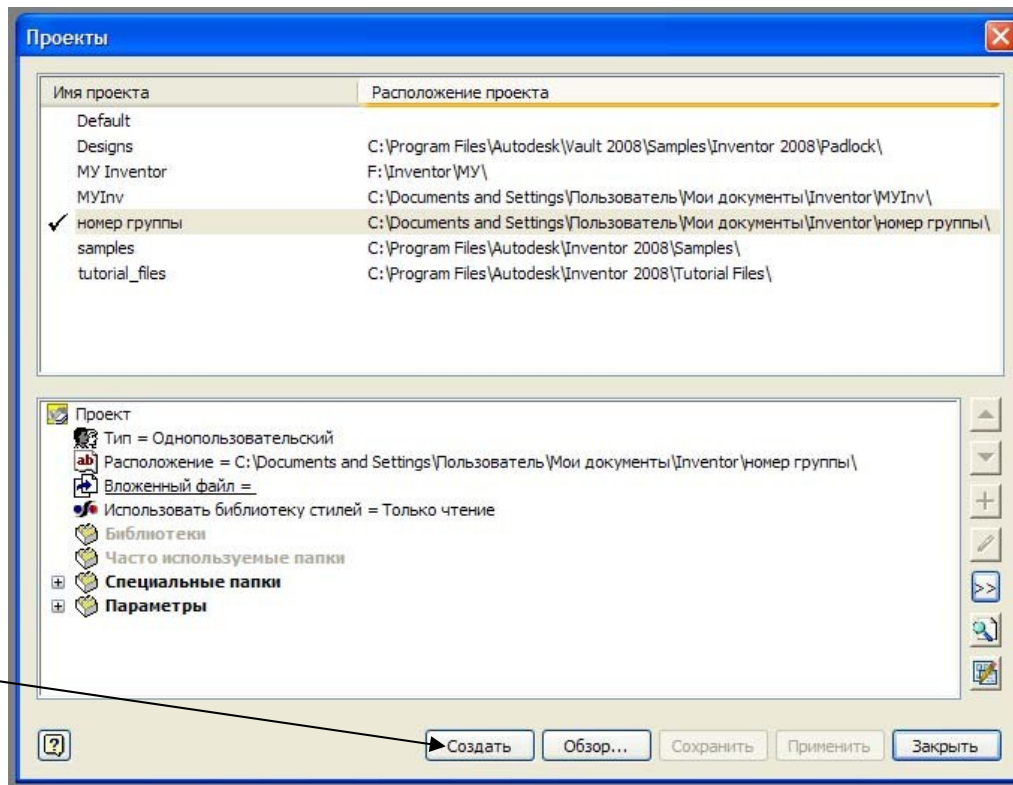 Проекты
Имя проекта Расположение проекта
Default
Designs C:\Program Files\Autodesk\Vault 2008\Samples\Inventor 2008\Padlock\
МУ Inventor F:\Inventor\МУ\
МУInv C:\Documents and Settings\Пользователь\Мои документы\Inventor\МУInv\
номер группы C:\Documents and Settings\Пользователь\Мои документы\Inventor\номер группы\
samples C:\Program Files\Autodesk\Inventor 2008\Samples\
tutorial_files C:\Program Files\Autodesk\Inventor 2008\Tutorial Files\
Проект
Тип = Однопользовательский
Расположение = C:\Documents and Settings\Пользователь\Мои документы\Inventor\номер группы\
Вложенный файл =
Использовать библиотеку стилей = Только чтение
Библиотеки
Часто используемые папки
Специальные папки
Параметры
>>
Создать Обзор... Сохранить Применить Закрыть